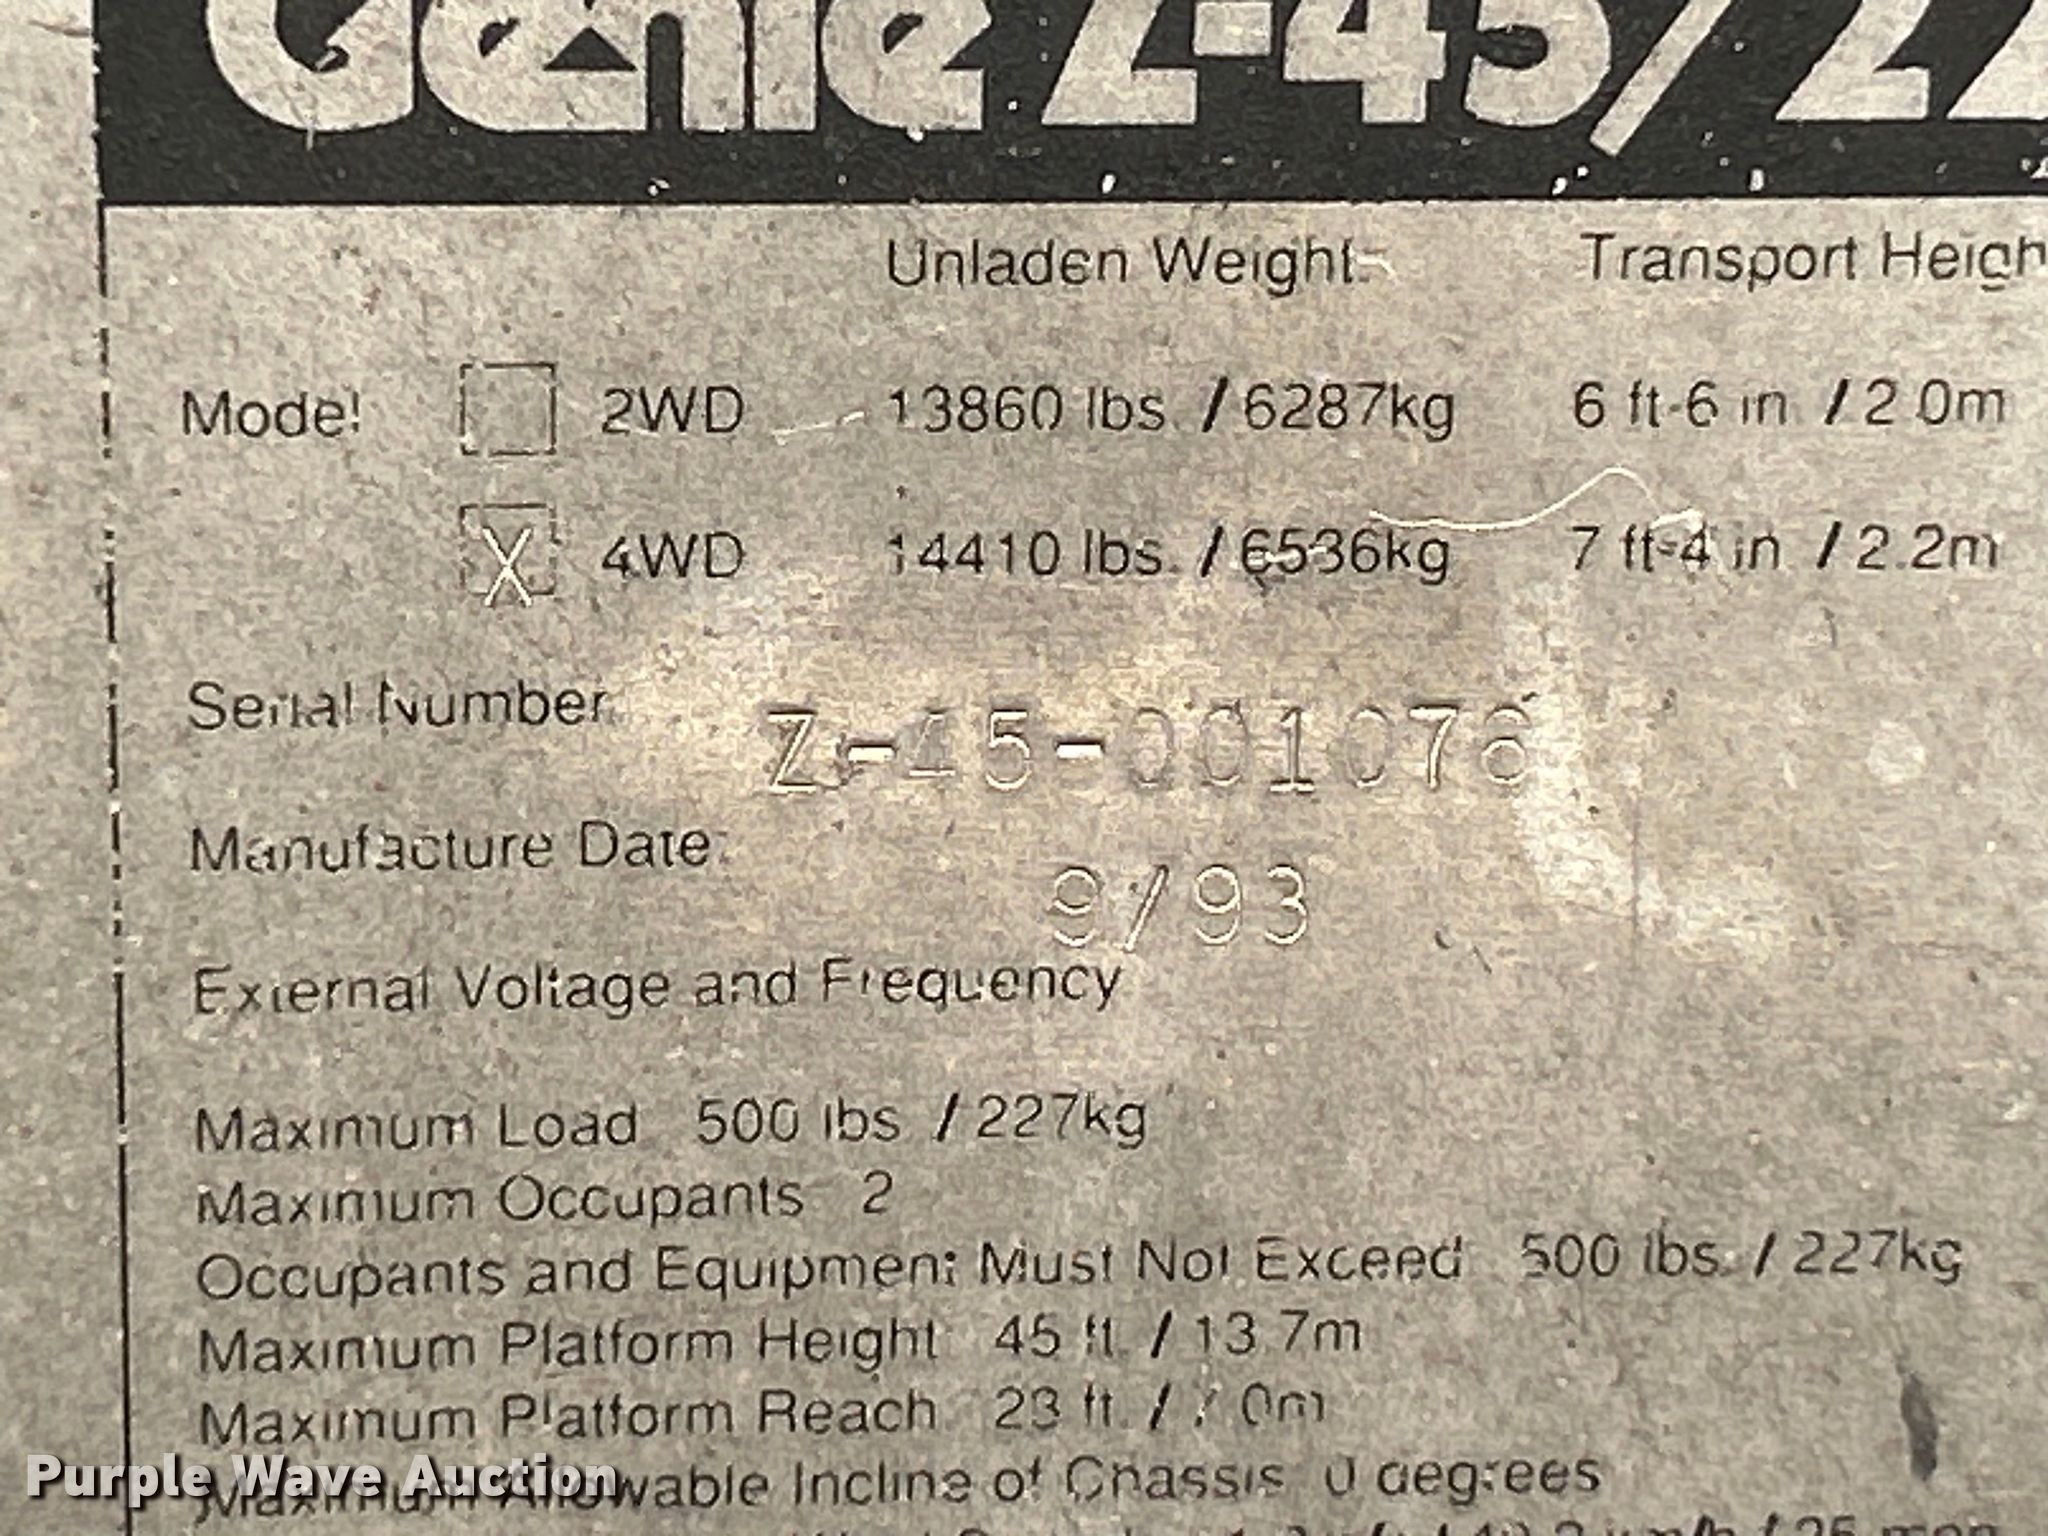 Genie Z-45/22
Unladen Weight: Transport Heigh
Model 2WD 13860 lbs. / 6287kg 6 ft-6 in / 2.0m
X 4WD 14410 lbs. / 6536kg 7 ft-4 in / 2.2m
Serial Number: Z-45-001076
Manufacture Date: 9/93
External Voltage and Frequency
Maximum Load 500 lbs / 227kg
Maximum Occupants 2
Occupants and Equipment Must Not Exceed 500 lbs. / 227kg
Maximum Platform Height 45 ft. / 13.7m
Maximum Platform Reach 23 ft. / 7.0m
Maximum Allowable Incline of Chassis 0 degrees
Purple Wave Auction